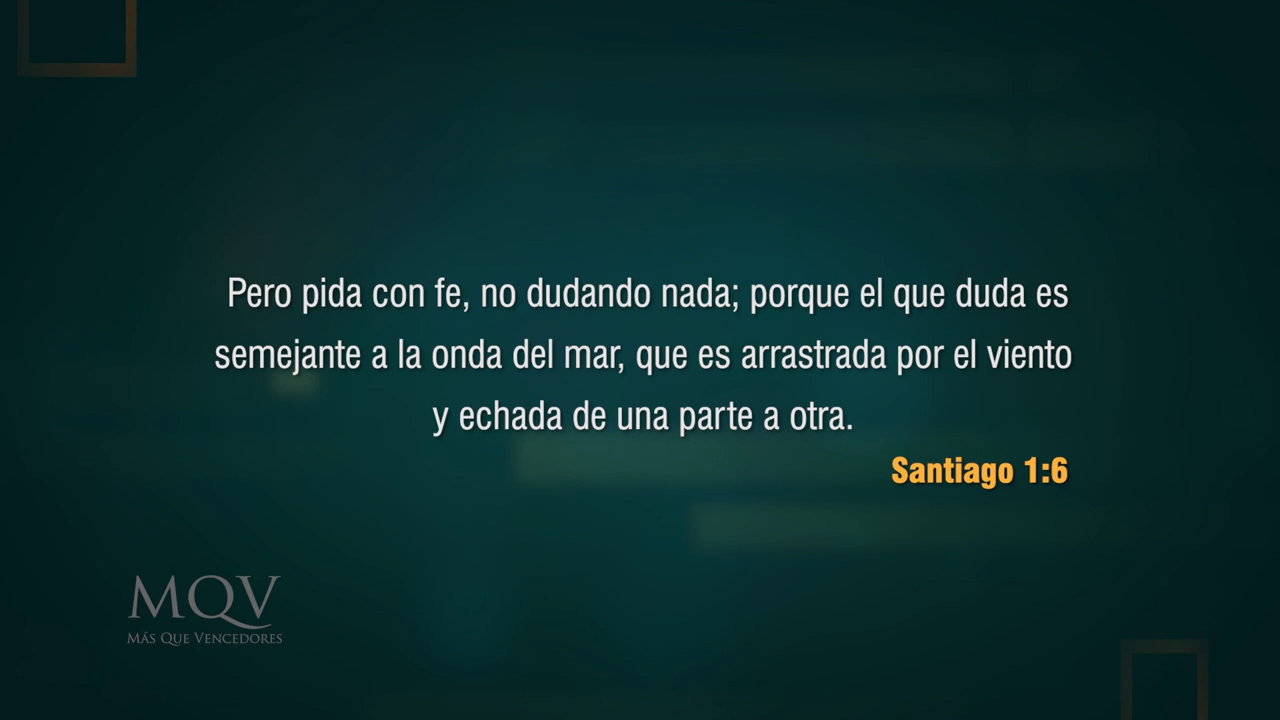 Pero pida con fe, no dudando nada; porque el que duda es
semejante a la onda del mar, que es arrastrada por el viento
y echada de una parte a otra.
Santiago 1:6
MQV
MÁS QUE VENCEDORES